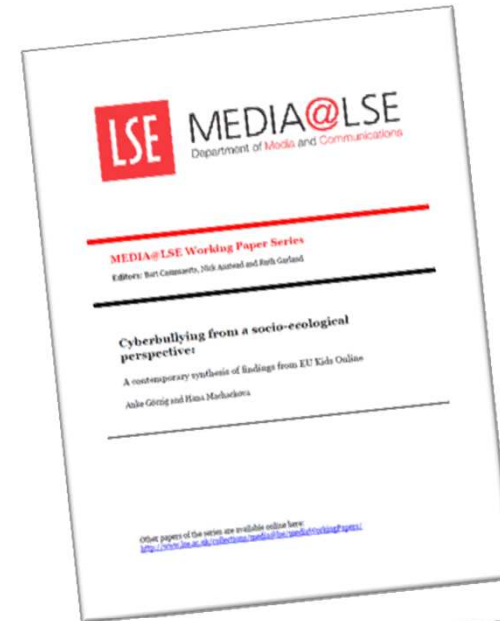 LSE
MEDIA@LSE
Department of Media and Communications
MEDIA@LSE Working Paper Series
Editors: Bart Cammaerts, Nick Anstead and Ruth Garland
Cyberbullying from a socio-ecological
perspective:
A contemporary synthesis of findings from EU Kids Online
Anke Görzig and Hana Machackova
Other papers of the series are available online here:
http://www.lse.ac.uk/collections/media@lse/mediaWorkingPapers/